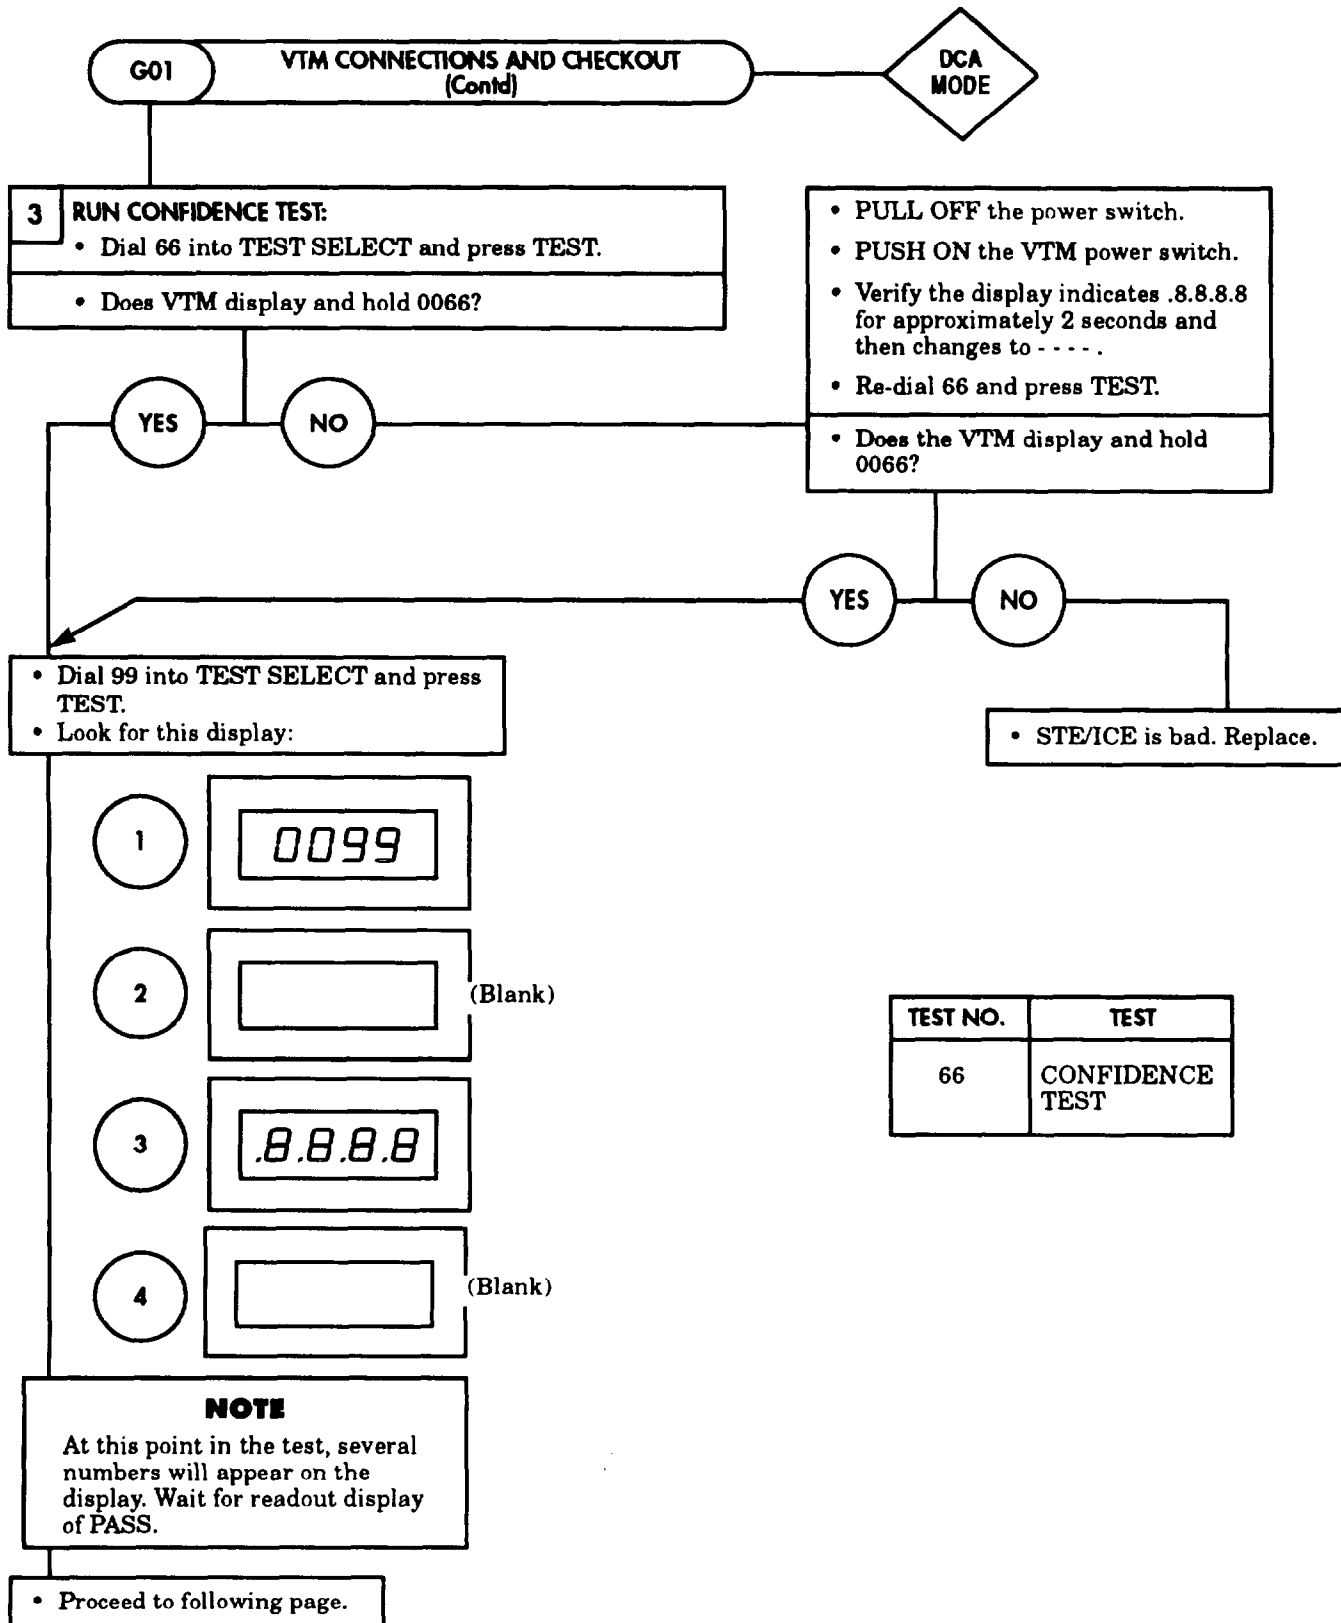 G01
VTM CONNECTIONS AND CHECKOUT
(Contd)
DCA
MODE
3
RUN CONFIDENCE TEST:
• Dial 66 into TEST SELECT and press TEST.
• Does VTM display and hold 0066?
YES
NO
• PULL OFF the power switch.
• PUSH ON the VTM power switch.
• Verify the display indicates .8.8.8.8
for approximately 2 seconds and
then changes to - - - - .
• Re-dial 66 and press TEST.
• Does the VTM display and hold
0066?
YES
NO
• STE/ICE is bad. Replace.
• Dial 99 into TEST SELECT and press
TEST.
• Look for this display:
1
0099
2
(Blank)
3
.8.8.8.8
4
(Blank)
TEST NO. TEST
66 CONFIDENCE
TEST
NOTE
At this point in the test, several
numbers will appear on the
display. Wait for readout display
of PASS.
• Proceed to following page.